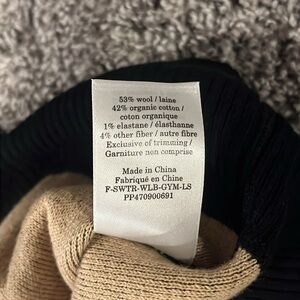 53% wool / laine
42% organic cotton /
coton organique
1% elastane / élasthanne
4% other fiber / autre fibre
Exclusive of trimming /
Garniture non comprise
Made in China
Fabriqué en Chine
F-SWTR-WLB-GYM-LS
PP470900691